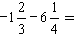 −1 2/3 − 6 1/4 =